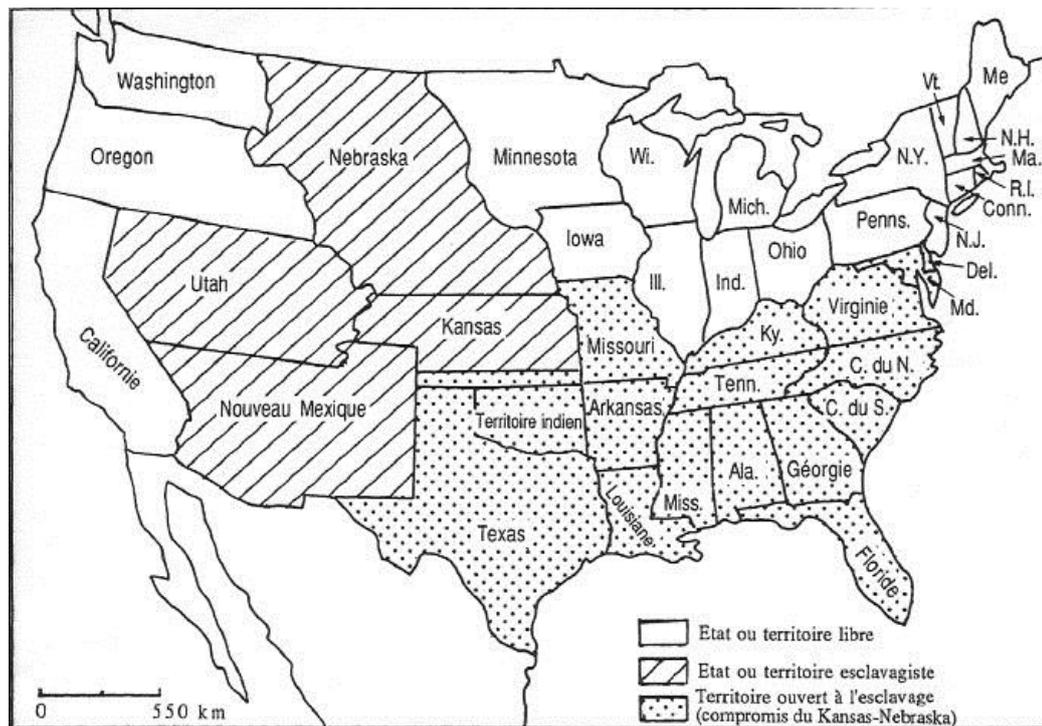 Washington
Me
Vt.
Oregon
Nebraska
Minnesota
Wi.
N.H.
N.Y.
Ma.
Mich.
R.I.
Conn.
Iowa
Penns.
N.J.
Utah
Ill.
Ind.
Ohio
Del.
Md.
Kansas
Virginie
Californie
Missouri
Ky.
C. du N.
Tenn.
Nouveau Mexique
Territoire indien
Arkansas
C. du S.
Texas
Louisiane
Miss.
Ala.
Géorgie
Floride
Etat ou territoire libre
Etat ou territoire esclavagiste
Territoire ouvert à l'esclavage
(compromis du Kansas-Nebraska)
0 550 km